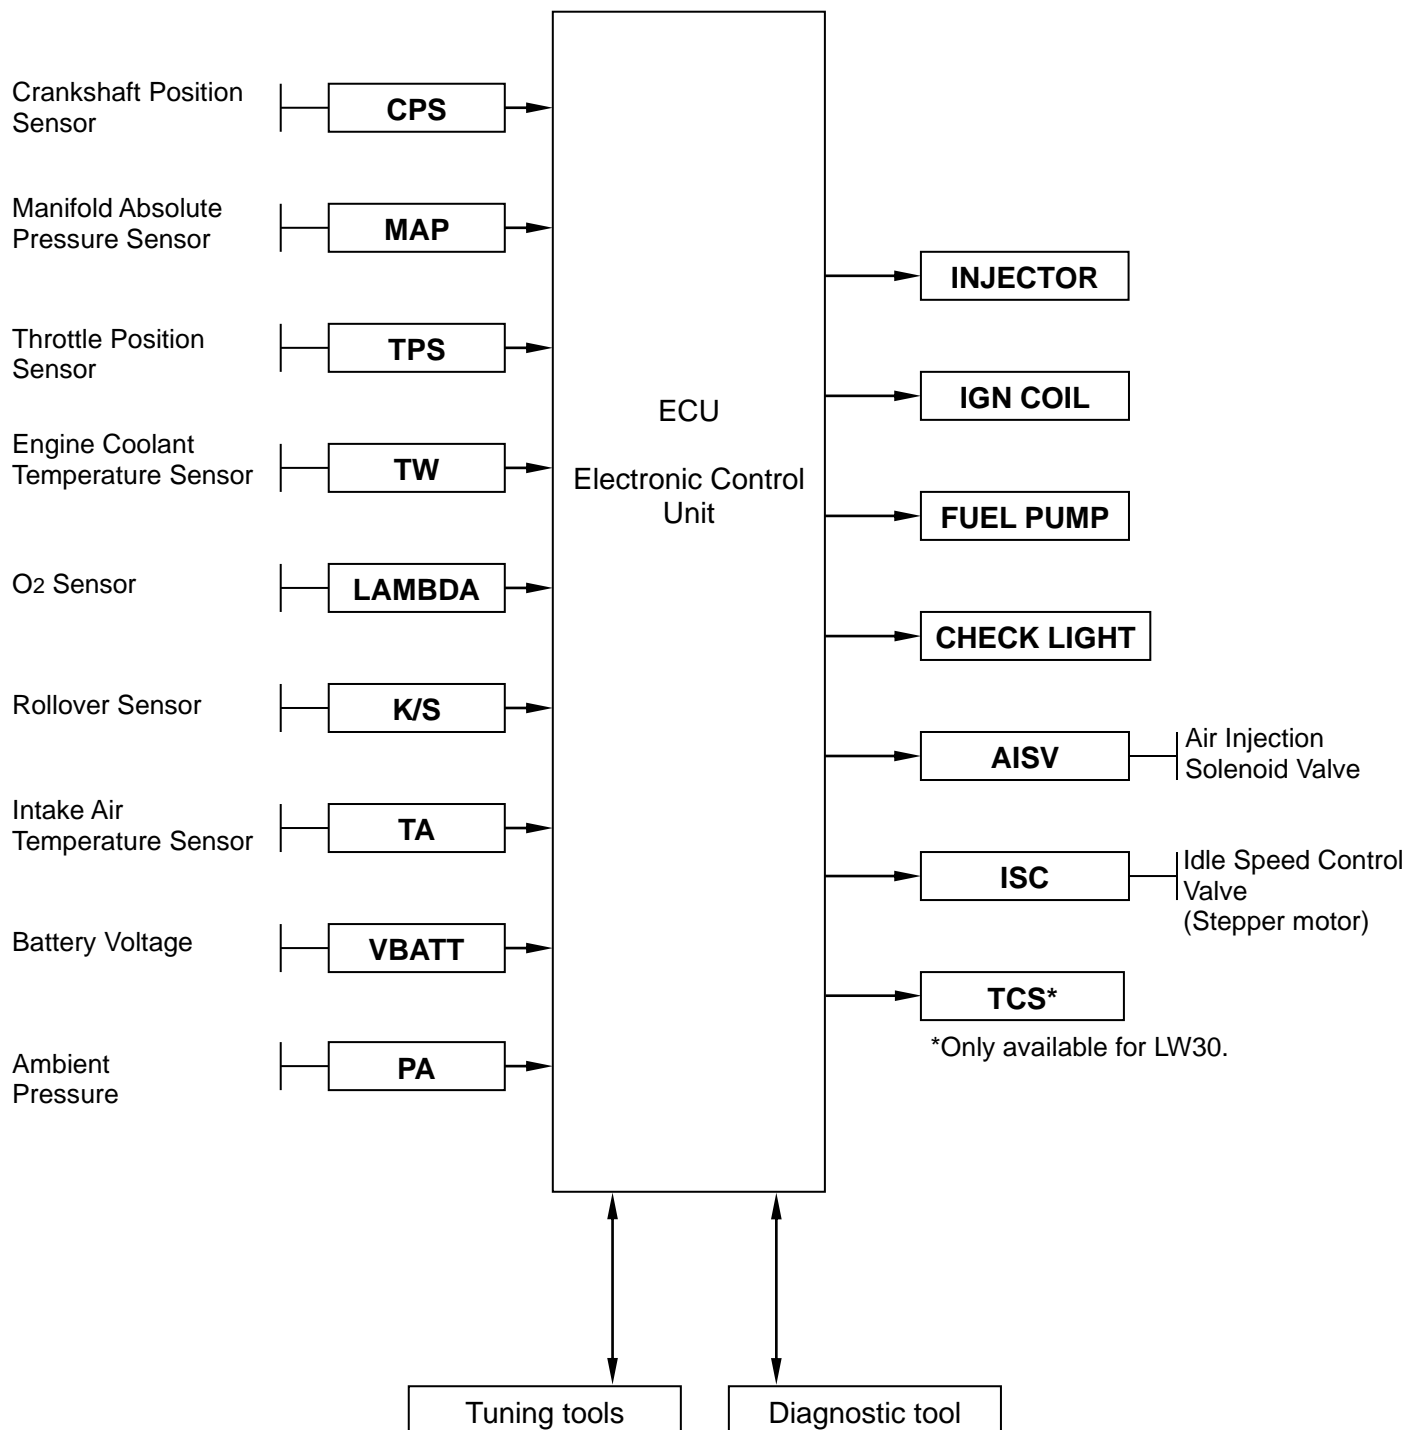 Crankshaft Position
Sensor
CPS
Manifold Absolute
Pressure Sensor
MAP
Throttle Position
Sensor
TPS
Engine Coolant
Temperature Sensor
TW
O2 Sensor
LAMBDA
Rollover Sensor
K/S
Intake Air
Temperature Sensor
TA
Battery Voltage
VBATT
Ambient
Pressure
PA
ECU
Electronic Control
Unit
INJECTOR
IGN COIL
FUEL PUMP
CHECK LIGHT
AISV
Air Injection
Solenoid Valve
ISC
Idle Speed Control
Valve
(Stepper motor)
TCS*
*Only available for LW30.
Tuning tools
Diagnostic tool